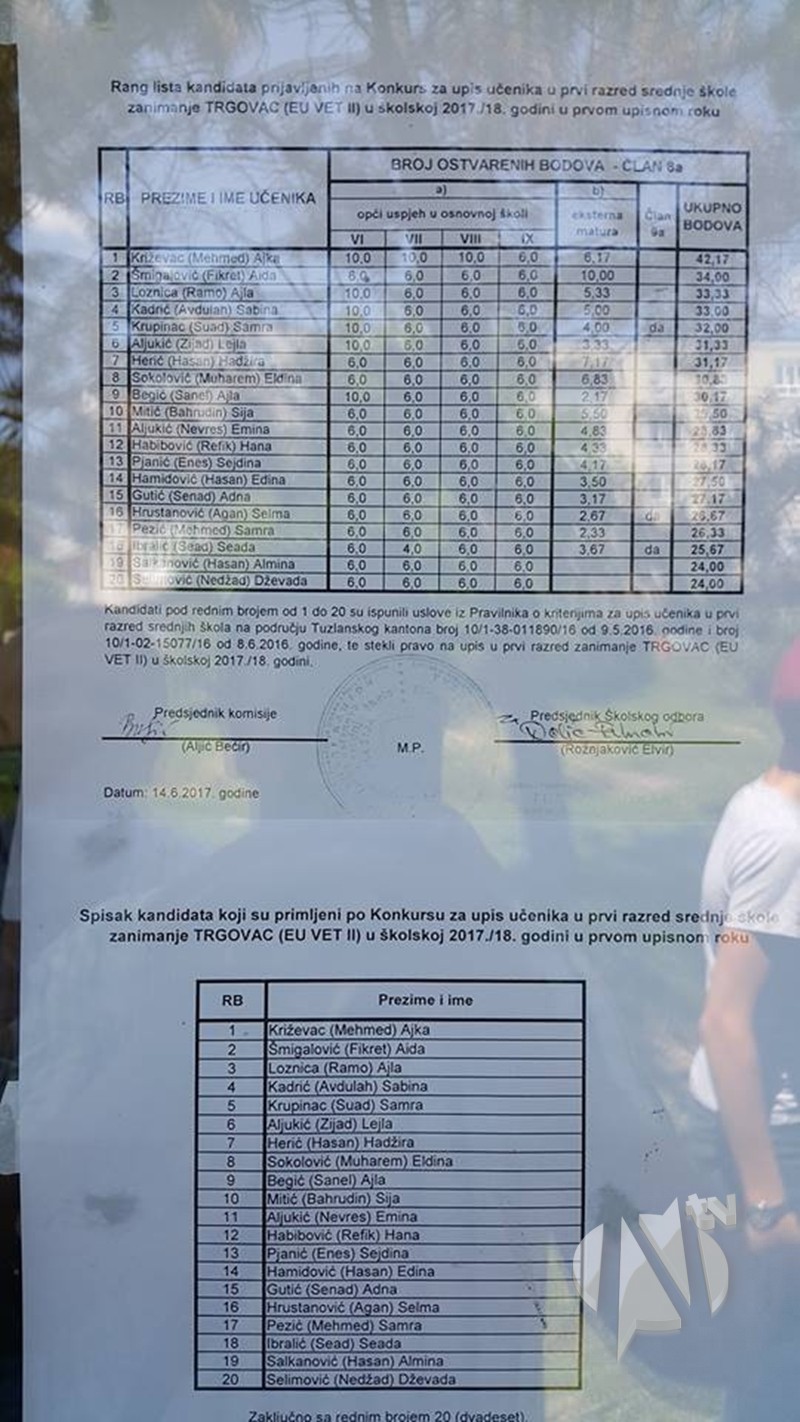 Rang lista kandidata prijavljenih na Konkurs za upis učenika u prvi razred srednje škole
zanimanje TRGOVAC (EU VET II) u školskoj 2017./18. godini u prvom upisnom roku
RB PREZIME I IME UČENIKA BROJ OSTVARENIH BODOVA - ČLAN 8a
a) b)
opći uspjeh u osnovnoj školi eksterna matura Član 9a UKUPNO BODOVA
VI VII VIII IX
1 Križevac (Mehmed) Ajka 10,0 10,0 10,0 6,0 6,17 42,17
2 Šmigalović (Fikret) Aida 6,0 6,0 6,0 6,0 10,00 34,00
3 Loznica (Ramo) Ajla 10,0 6,0 6,0 6,0 5,33 33,33
4 Kadrić (Avdulah) Sabina 10,0 6,0 6,0 6,0 5,00 33,00
5 Krupinac (Suad) Samra 10,0 6,0 6,0 6,0 4,00 da 32,00
6 Aljukić (Zijad) Lejla 10,0 6,0 6,0 6,0 3,33 31,33
7 Herić (Hasan) Hadžira 6,0 6,0 6,0 6,0 7,17 31,17
8 Sokolović (Muharem) Eldina 6,0 6,0 6,0 6,0 6,83
9 Begić (Sanel) Ajla 10,0 6,0 6,0 6,0 2,17 30,17
10 Mitić (Bahrudin) Sija 6,0 6,0 6,0 6,0 5,50
11 Aljukić (Nevres) Emina 6,0 6,0 6,0 6,0 4,83
12 Habibović (Refik) Hana 6,0 6,0 6,0 6,0 4,33
13 Pjanić (Enes) Sejdina 6,0 6,0 6,0 6,0 4,17
14 Hamidović (Hasan) Edina 6,0 6,0 6,0 6,0 3,50 27,50
15 Gutić (Senad) Adna 6,0 6,0 6,0 6,0 3,17 27,17
16 Hrustanović (Agan) Selma 6,0 6,0 6,0 6,0 2,67 da 26,67
17 Pezić (Mehmed) Samra 6,0 6,0 6,0 6,0 2,33 26,33
18 Ibralić (Sead) Seada 6,0 4,0 6,0 6,0 3,67 da 25,67
19 Salkanović (Hasan) Almina 6,0 6,0 6,0 6,0 24,00
20 Selimović (Nedžad) Dževada 6,0 6,0 6,0 6,0 24,00
Kandidati pod rednim brojem od 1 do 20 su ispunili uslove iz Pravilnika o kriterijima za upis učenika u prvi
razred srednjih škola na području Tuzlanskog kantona broj 10/1-38-011890/16 od 9.5.2016. godine i broj
10/1-02-15077/16 od 8.6.2016. godine, te stekli pravo na upis u prvi razred zanimanje TRGOVAC (EU
VET II) u školskoj 2017./18. godini.
Predsjednik komisije Predsjednik Školskog odbora
(Aljić Bećir) M.P. (Rožnjaković Elvir)
Datum: 14.6.2017. godine
Spisak kandidata koji su primljeni po Konkursu za upis učenika u prvi razred srednje škole
zanimanje TRGOVAC (EU VET II) u školskoj 2017./18. godini u prvom upisnom roku
RB Prezime i ime
1 Križevac (Mehmed) Ajka
2 Šmigalović (Fikret) Aida
3 Loznica (Ramo) Ajla
4 Kadrić (Avdulah) Sabina
5 Krupinac (Suad) Samra
6 Aljukić (Zijad) Lejla
7 Herić (Hasan) Hadžira
8 Sokolović (Muharem) Eldina
9 Begić (Sanel) Ajla
10 Mitić (Bahrudin) Sija
11 Aljukić (Nevres) Emina
12 Habibović (Refik) Hana
13 Pjanić (Enes) Sejdina
14 Hamidović (Hasan) Edina
15 Gutić (Senad) Adna
16 Hrustanović (Agan) Selma
17 Pezić (Mehmed) Samra
18 Ibralić (Sead) Seada
19 Salkanović (Hasan) Almina
20 Selimović (Nedžad) Dževada
Zaključno sa rednim brojem 20 (dvadeset).
tv